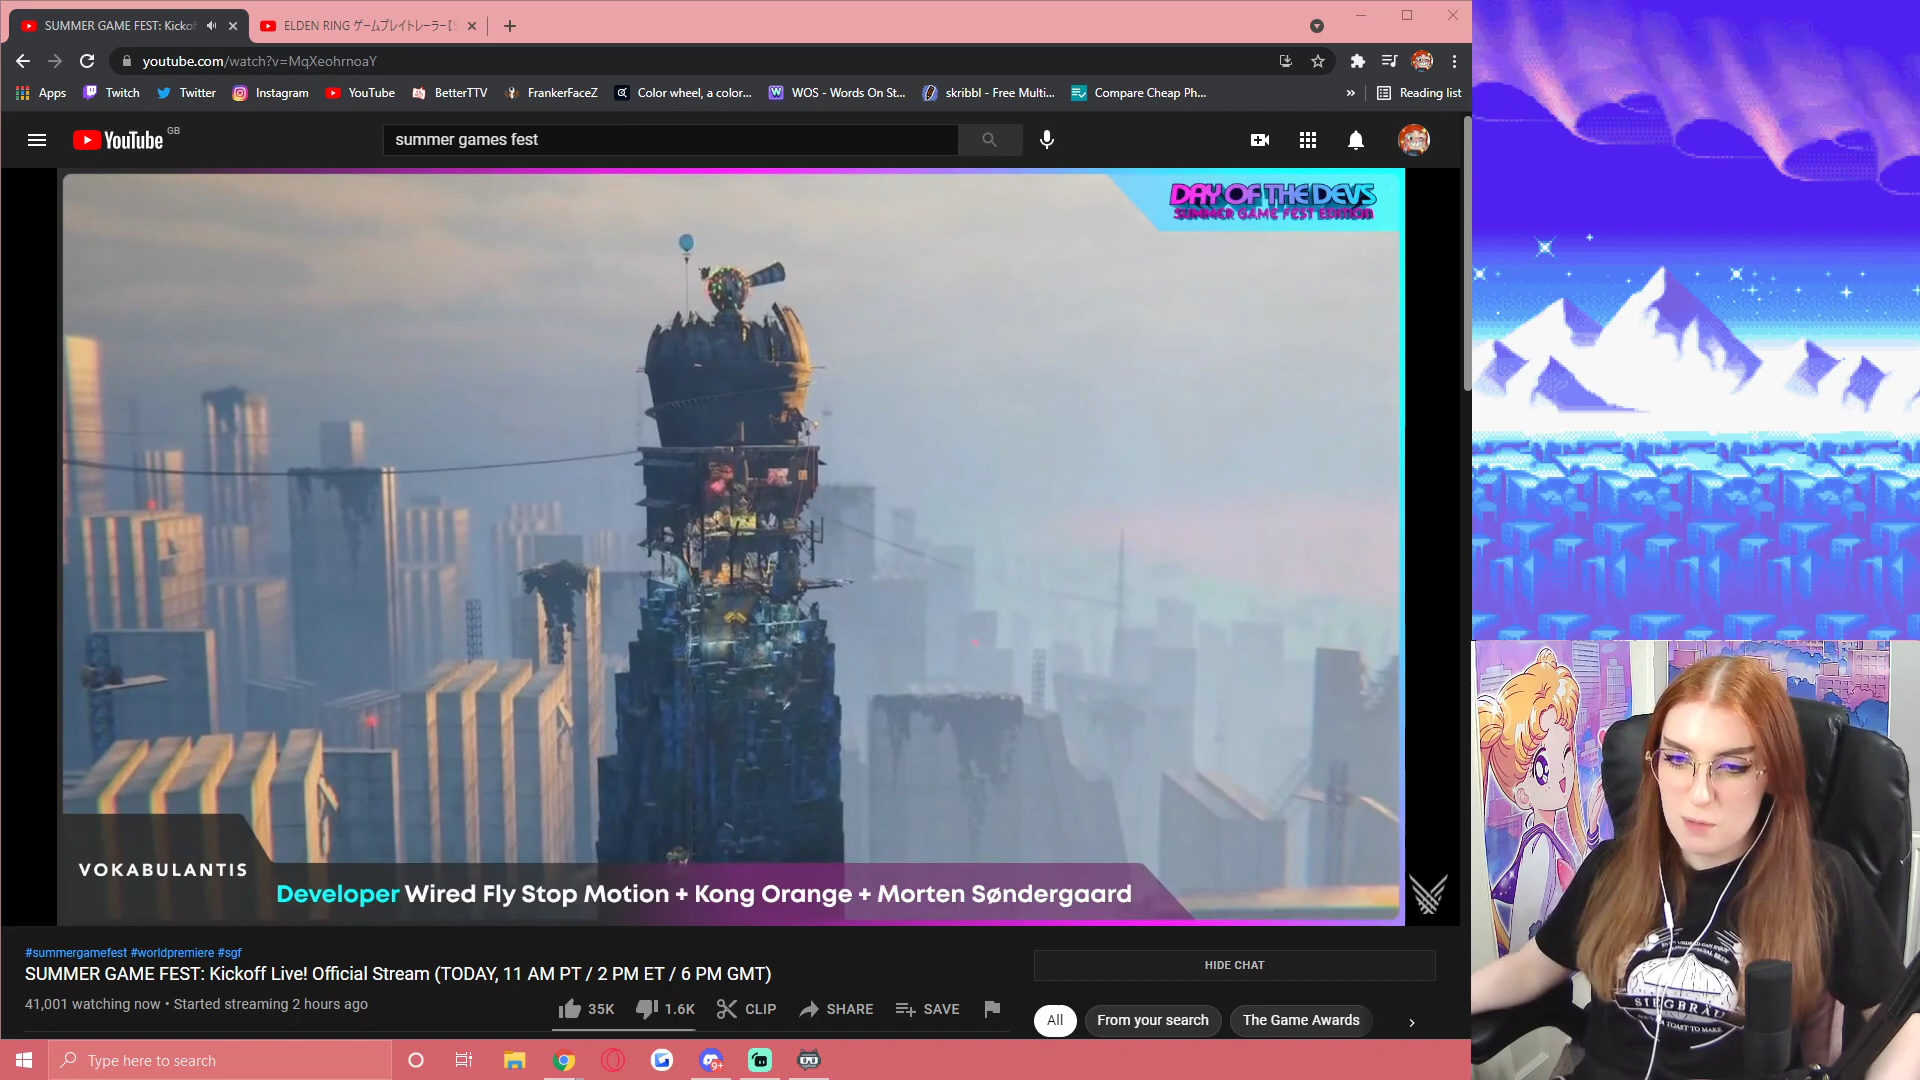 SUMMER GAME FEST: Kickof
ELDEN RING ゲームプレイトレーラー【S
youtube.com/watch?v=MqXeohrnoaY
Apps
Twitch
Twitter
Instagram
YouTube
BetterTTV
FrankerFaceZ
Color wheel, a color...
WOS - Words On St...
skribbl - Free Multi...
Compare Cheap Ph...
»
Reading list
YouTube GB
summer games fest
DAY OF THE DEVS
SUMMER GAME FEST EDITION
VOKABULANTIS
Developer Wired Fly Stop Motion + Kong Orange + Morten Søndergaard
#summergamefest #worldpremiere #sgf
SUMMER GAME FEST: Kickoff Live! Official Stream (TODAY, 11 AM PT / 2 PM ET / 6 PM GMT)
41,001 watching now • Started streaming 2 hours ago
35K
1.6K
CLIP
SHARE
SAVE
HIDE CHAT
All
From your search
The Game Awards
SIEGBRÄU
Type here to search
9+